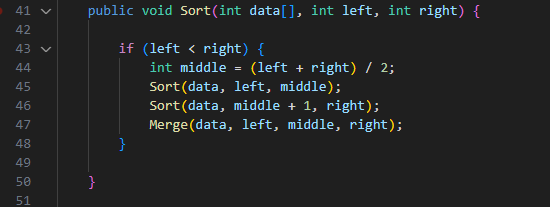 41 public void Sort(int data[], int left, int right) {
42
43 if (left < right) {
44 int middle = (left + right) / 2;
45 Sort(data, left, middle);
46 Sort(data, middle + 1, right);
47 Merge(data, left, middle, right);
48 }
49
50 }
51